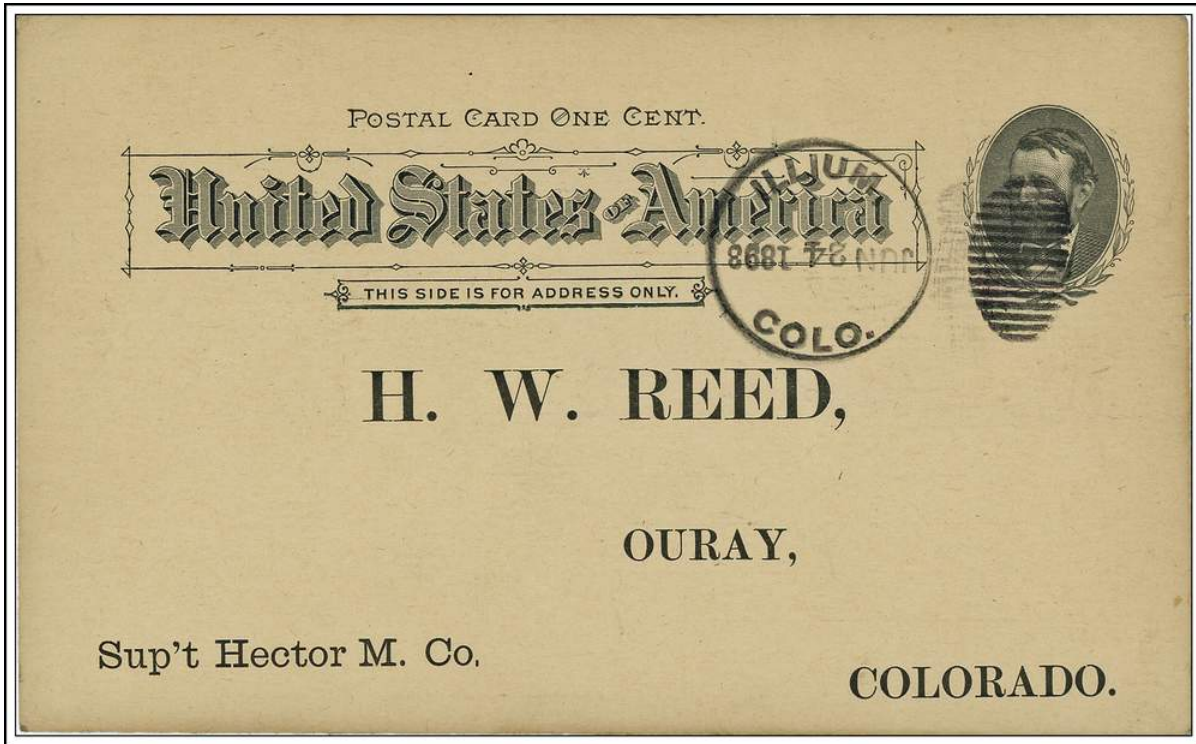 POSTAL CARD ONE CENT.
United States OF America
THIS SIDE IS FOR ADDRESS ONLY.
ILLIUM
JUN 24 1898
COLO.
H. W. REED,
OURAY,
Sup't Hector M. Co.
COLORADO.